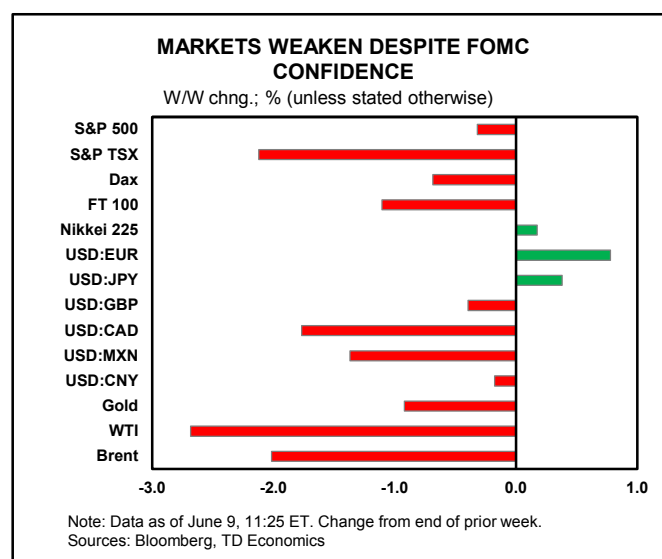 MARKETS WEAKEN DESPITE FOMC
CONFIDENCE
W/W chng.; % (unless stated otherwise)
S&P 500
S&P TSX
Dax
FT 100
Nikkei 225
USD:EUR
USD:JPY
USD:GBP
USD:CAD
USD:MXN
USD:CNY
Gold
WTI
Brent
-3.0 -2.0 -1.0 0.0 1.0
Note: Data as of June 9, 11:25 ET. Change from end of prior week.
Sources: Bloomberg, TD Economics